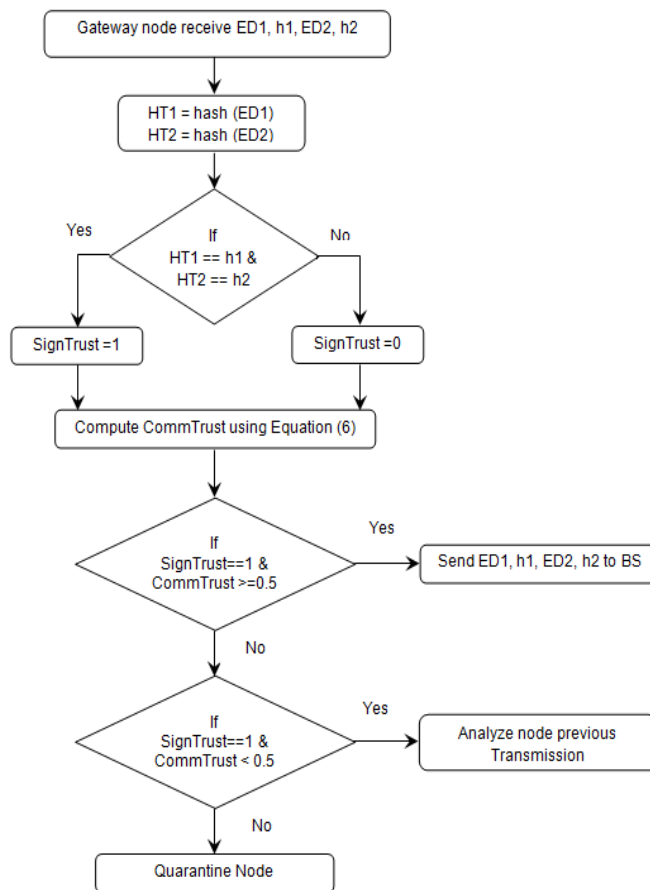 Gateway node receive ED1, h1, ED2, h2
HT1 = hash (ED1)
HT2 = hash (ED2)
Yes
If
HT1 == h1 &
HT2 == h2
No
SignTrust =1
SignTrust =0
Compute CommTrust using Equation (6)
If
SignTrust==1 &
CommTrust >=0.5
Yes
Send ED1, h1, ED2, h2 to BS
No
If
SignTrust==1 &
CommTrust < 0.5
Yes
Analyze node previous
Transmission
No
Quarantine Node